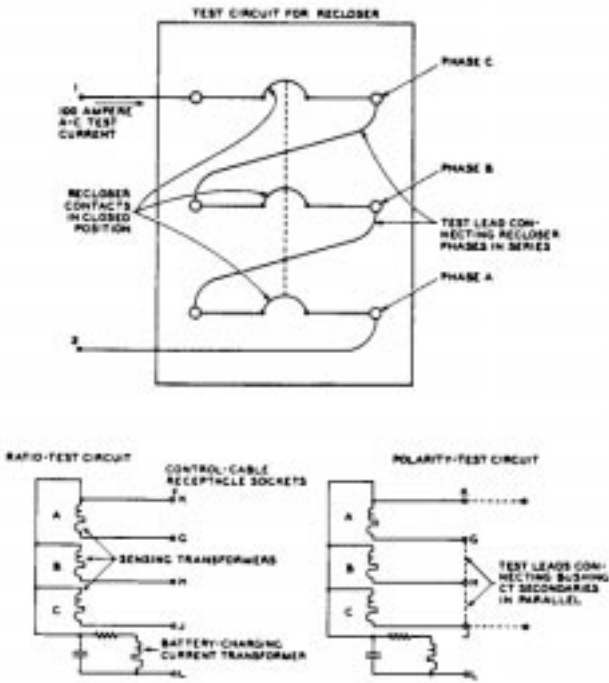 TEST CIRCUIT FOR RECLOSER
PHASE C
1
100 AMPERE
A-C TEST
CURRENT
PHASE B
RECLOSER
CONTACTS
IN CLOSED
POSITION
TEST LEAD CON-
NECTING RECLOSER
PHASES IN SERIES
PHASE A
2
RATIO-TEST CIRCUIT
CONTROL-CABLE
RECEPTACLE SOCKETS
K
A
G
SENSING TRANSFORMERS
B
H
C
J
BATTERY-CHARGING
CURRENT TRANSFORMER
L
POLARITY-TEST CIRCUIT
K
A
G
B
H
TEST LEADS CON-
NECTING BUSHING
CT SECONDARIES
IN PARALLEL
C
J
L